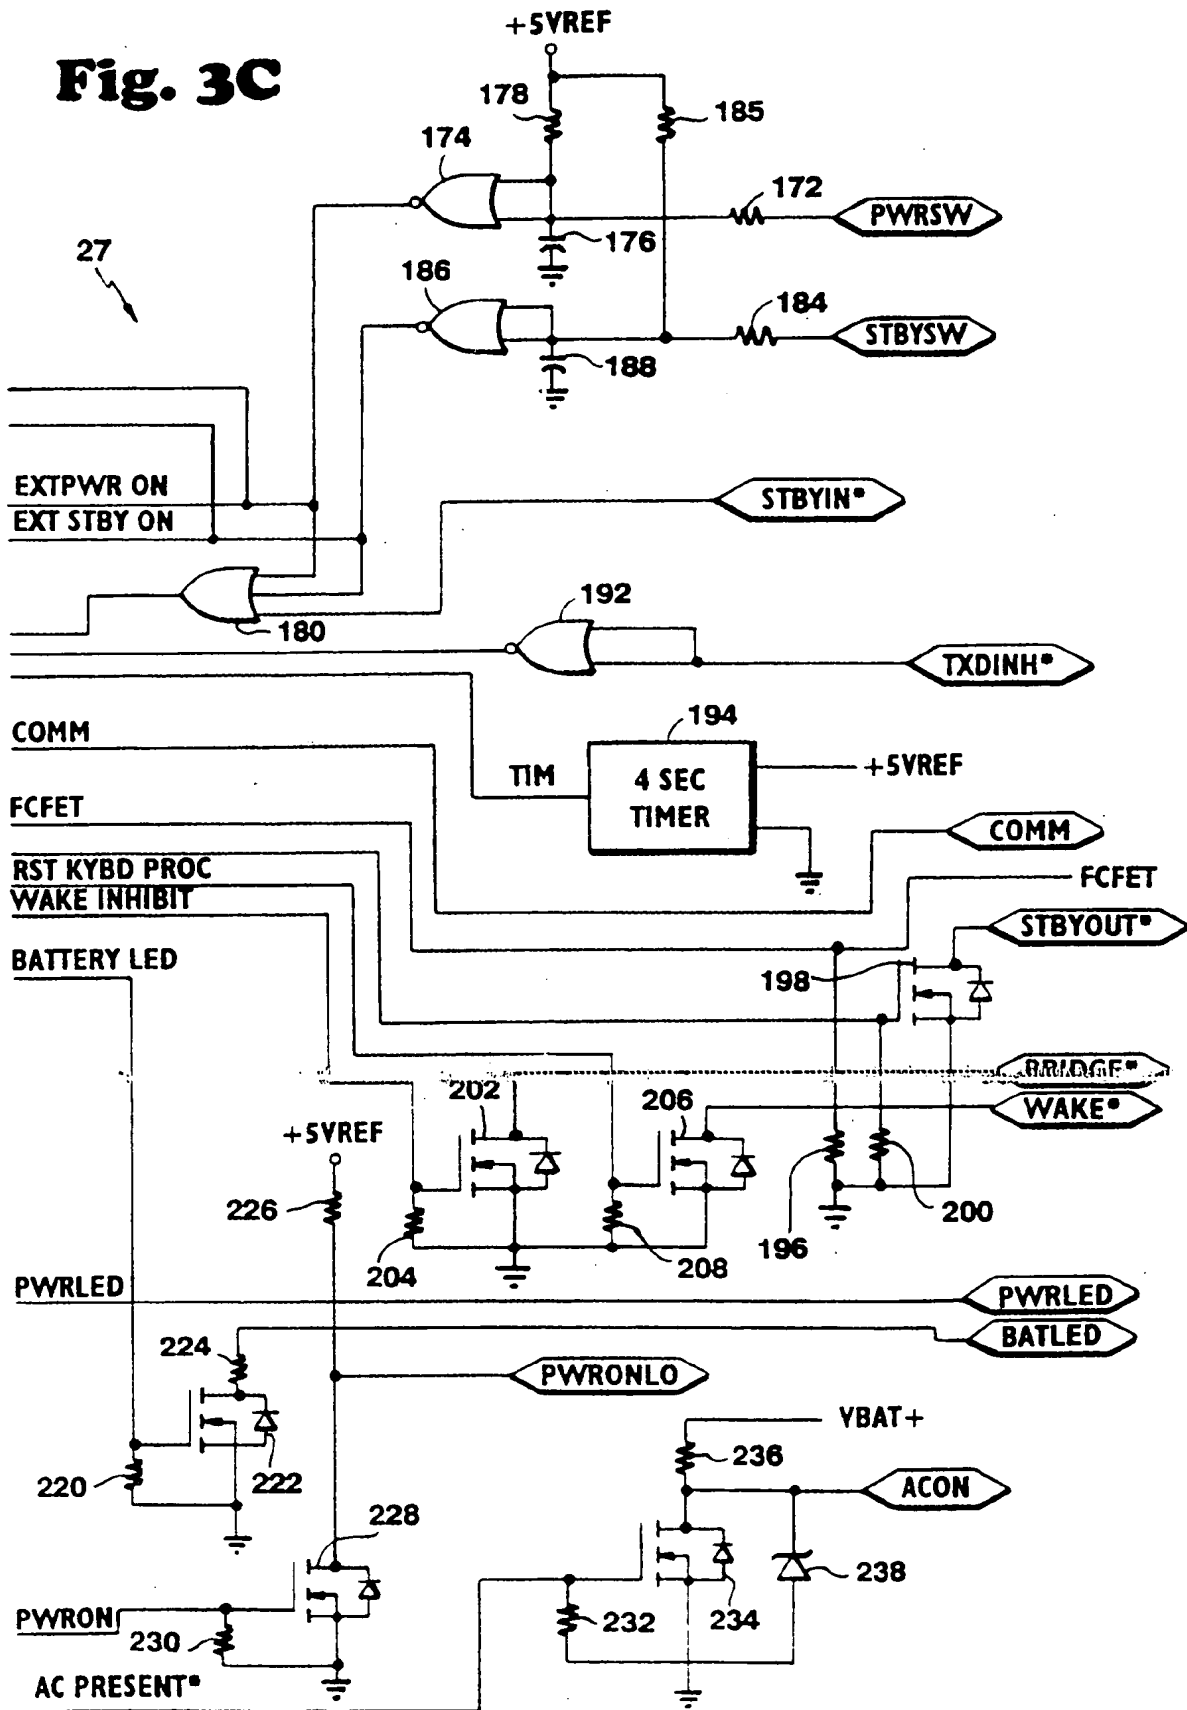 +5VREF
Fig. 3C
178
185
174
172
PWRSW
176
27
186
184
STBYSW
188
EXTPWR ON
STBYIN*
EXT STBY ON
192
180
TXDINH*
194
COMM
TIM
4 SEC
TIMER
+5VREF
FCFET
COMM
RST KYBD PROC
FCFET
WAKE INHIBIT
STBYOUT*
BATTERY LED
198
BRIDGE*
202
206
WAKE*
+5VREF
226
200
196
204
208
PWRLED
PWRLED
BATLED
224
PWRONLO
VBAT+
236
220
222
ACON
228
238
PWRON
232
234
230
AC PRESENT*